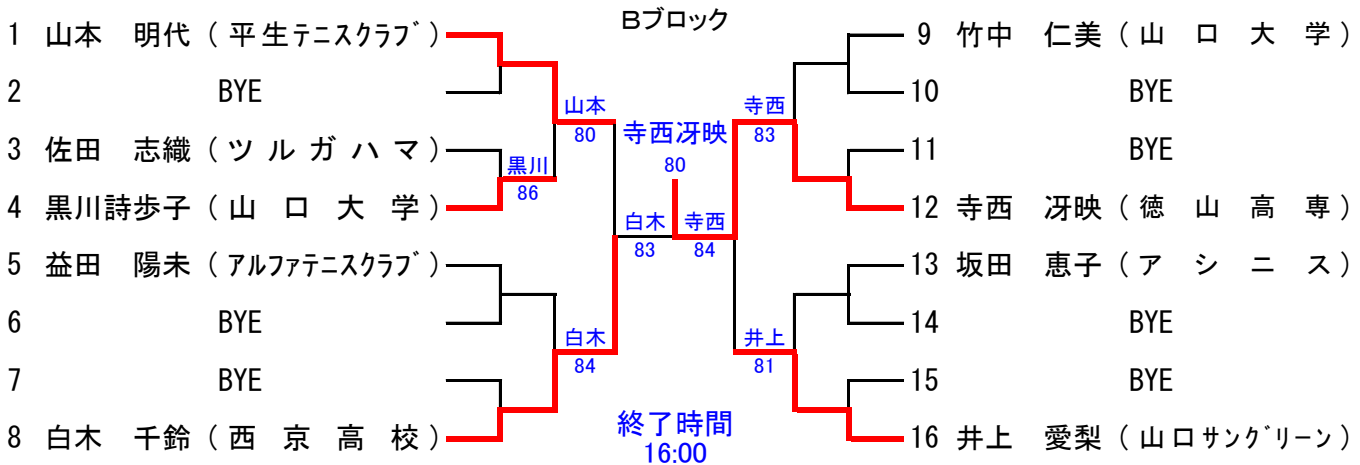 Bブロック
1 山本 明代 ( 平生テニスクラブ )
2 BYE
3 佐田 志織 ( ツルガハマ )
4 黒川詩歩子 ( 山口大学 )
5 益田 陽未 ( アルファテニスクラブ )
6 BYE
7 BYE
8 白木 千鈴 ( 西京高校 )
黒川
86
山本
80
白木
84
白木
83
寺西冴映
80
寺西
84
寺西
83
井上
81
9 竹中 仁美 ( 山口大学 )
10 BYE
11 BYE
12 寺西 冴映 ( 徳山高専 )
13 坂田 恵子 ( アシニス )
14 BYE
15 BYE
16 井上 愛梨 ( 山口サングリーン )
終了時間
16:00